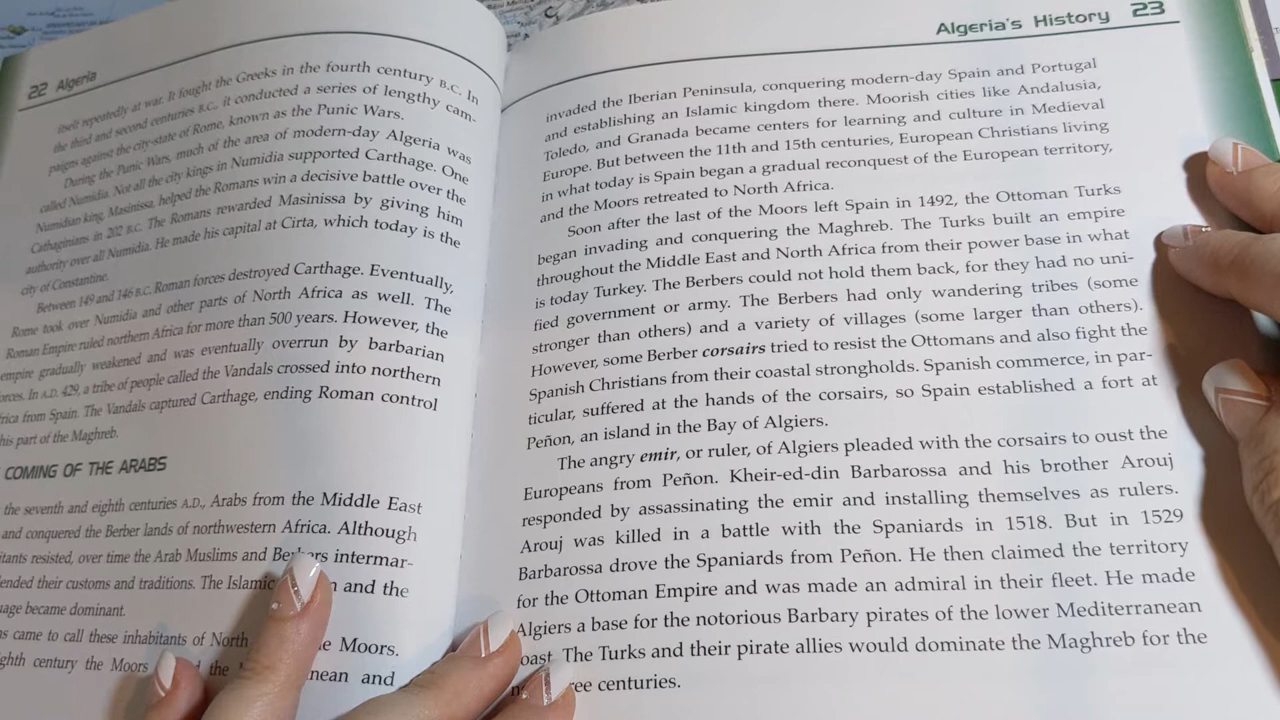 22 Algeria
itself repeatedly at war. It fought the Greeks in the fourth century B.C. In
the third and second centuries B.C., it conducted a series of lengthy cam-
paigns against the city-state of Rome, known as the Punic Wars.
During the Punic Wars, much of the area of modern-day Algeria was
called Numidia. Not all the city kings in Numidia supported Carthage. One
Numidian king, Masinissa, helped the Romans win a decisive battle over the
Cathaginians in 202 B.C. The Romans rewarded Masinissa by giving him
authority over all Numidia. He made his capital at Cirta, which today is the
city of Constantine.
Between 149 and 146 B.C. Roman forces destroyed Carthage. Eventually,
Rome took over Numidia and other parts of North Africa as well. The
Roman Empire ruled northern Africa for more than 500 years. However, the
empire gradually weakened and was eventually overrun by barbarian
forces. In A.D. 429, a tribe of people called the Vandals crossed into northern
frica from Spain. The Vandals captured Carthage, ending Roman control
his part of the Maghreb.
COMING OF THE ARABS
the seventh and eighth centuries A.D., Arabs from the Middle East
and conquered the Berber lands of northwestern Africa. Although
itants resisted, over time the Arab Muslims and Berbers intermar-
ended their customs and traditions. The Islamic and the
uage became dominant.
s came to call these inhabitants of North e Moors.
ghth century the Moors the nean and
Algeria's History 23
invaded the Iberian Peninsula, conquering modern-day Spain and Portugal
and establishing an Islamic kingdom there. Moorish cities like Andalusia,
Toledo, and Granada became centers for learning and culture in Medieval
Europe. But between the 11th and 15th centuries, European Christians living
in what today is Spain began a gradual reconquest of the European territory,
and the Moors retreated to North Africa.
Soon after the last of the Moors left Spain in 1492, the Ottoman Turks
began invading and conquering the Maghreb. The Turks built an empire
throughout the Middle East and North Africa from their power base in what
is today Turkey. The Berbers could not hold them back, for they had no uni-
fied government or army. The Berbers had only wandering tribes (some
stronger than others) and a variety of villages (some larger than others).
However, some Berber corsairs tried to resist the Ottomans and also fight the
Spanish Christians from their coastal strongholds. Spanish commerce, in par-
ticular, suffered at the hands of the corsairs, so Spain established a fort at
Peñon, an island in the Bay of Algiers.
The angry emir, or ruler, of Algiers pleaded with the corsairs to oust the
Europeans from Peñon. Kheir-ed-din Barbarossa and his brother Arouj
responded by assassinating the emir and installing themselves as rulers.
Arouj was killed in a battle with the Spaniards in 1518. But in 1529
Barbarossa drove the Spaniards from Peñon. He then claimed the territory
for the Ottoman Empire and was made an admiral in their fleet. He made
Algiers a base for the notorious Barbary pirates of the lower Mediterranean
oast. The Turks and their pirate allies would dominate the Maghreb for the
ree centuries.